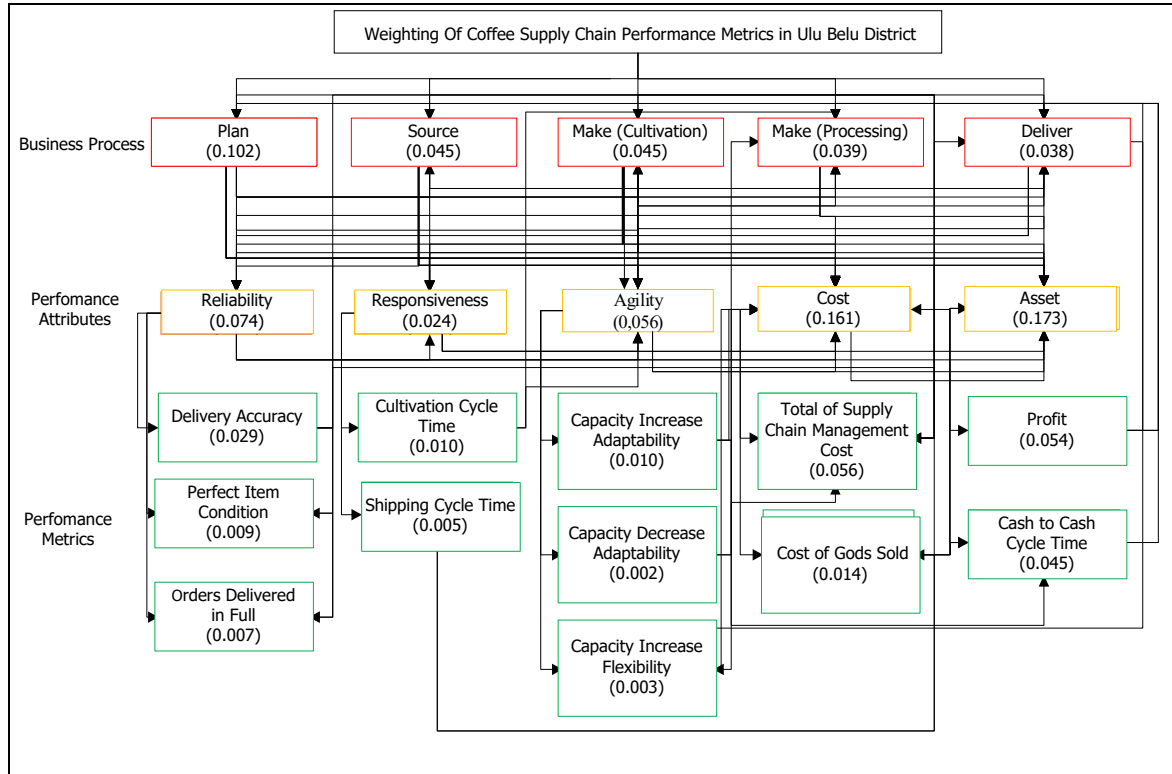 Weighting Of Coffee Supply Chain Performance Metrics in Ulu Belu District
Business Process
Plan
(0.102)
Source
(0.045)
Make (Cultivation)
(0.045)
Make (Processing)
(0.039)
Deliver
(0.038)
Perfomance
Attributes
Reliability
(0.074)
Responsiveness
(0.024)
Agility
(0,056)
Cost
(0.161)
Asset
(0.173)
Perfomance
Metrics
Delivery Accuracy
(0.029)
Perfect Item
Condition
(0.009)
Orders Delivered
in Full
(0.007)
Cultivation Cycle
Time
(0.010)
Shipping Cycle Time
(0.005)
Capacity Increase
Adaptability
(0.010)
Capacity Decrease
Adaptability
(0.002)
Capacity Increase
Flexibility
(0.003)
Total of Supply
Chain Management
Cost
(0.056)
Cost of Gods Sold
(0.014)
Profit
(0.054)
Cash to Cash
Cycle Time
(0.045)